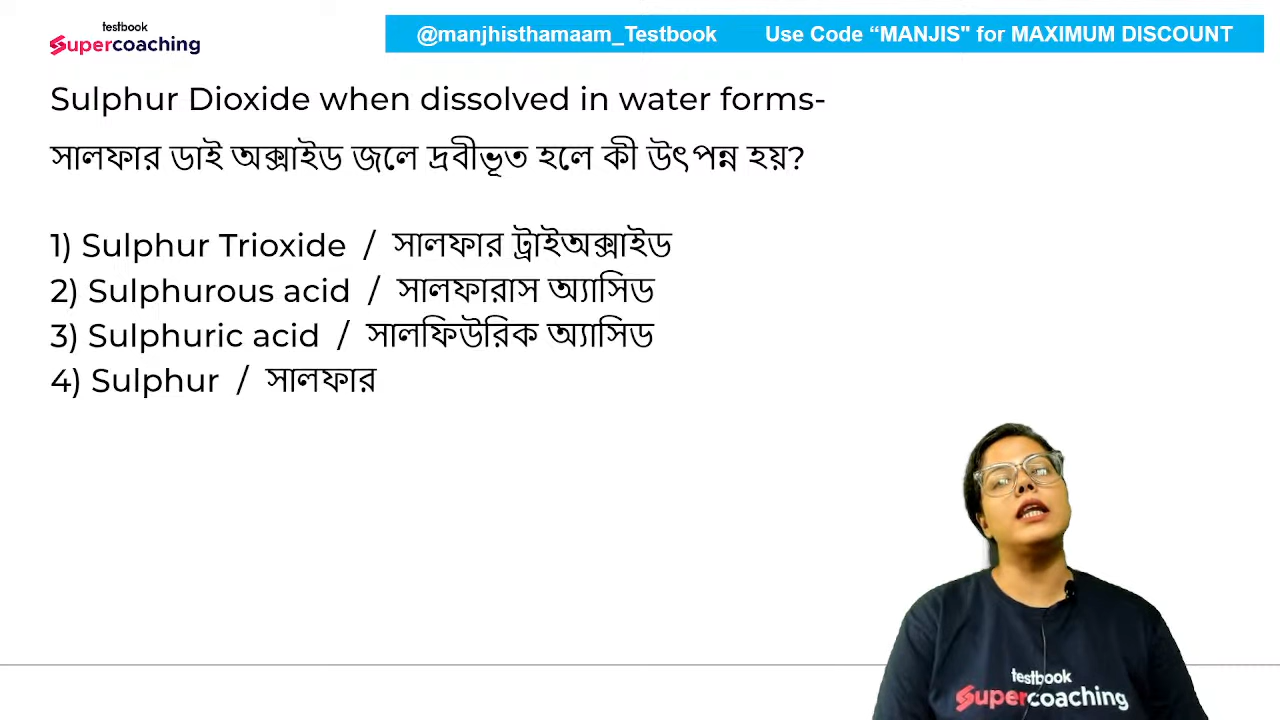 testbook
Supercoaching
@manjhisthamaam_Testbook Use Code “MANJIS" for MAXIMUM DISCOUNT
Sulphur Dioxide when dissolved in water forms-
সালফার ডাই অক্সাইড জলে দ্রবীভূত হলে কী উৎপন্ন হয়?
1) Sulphur Trioxide / সালফার ট্রাইঅক্সাইড
2) Sulphurous acid / সালফারাস অ্যাসিড
3) Sulphuric acid / সালফিউরিক অ্যাসিড
4) Sulphur / সালফার
testbook
Supercoaching